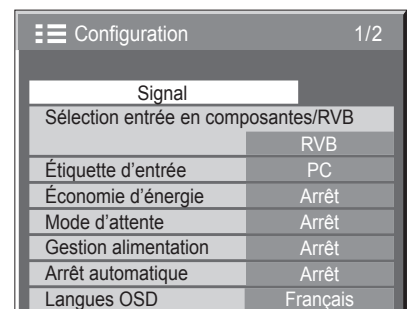 Configuration 1/2
Signal
Sélection entrée en composantes/RVB
RVB
Étiquette d’entrée PC
Économie d’énergie Arrêt
Mode d’attente Arrêt
Gestion alimentation Arrêt
Arrêt automatique Arrêt
Langues OSD Français